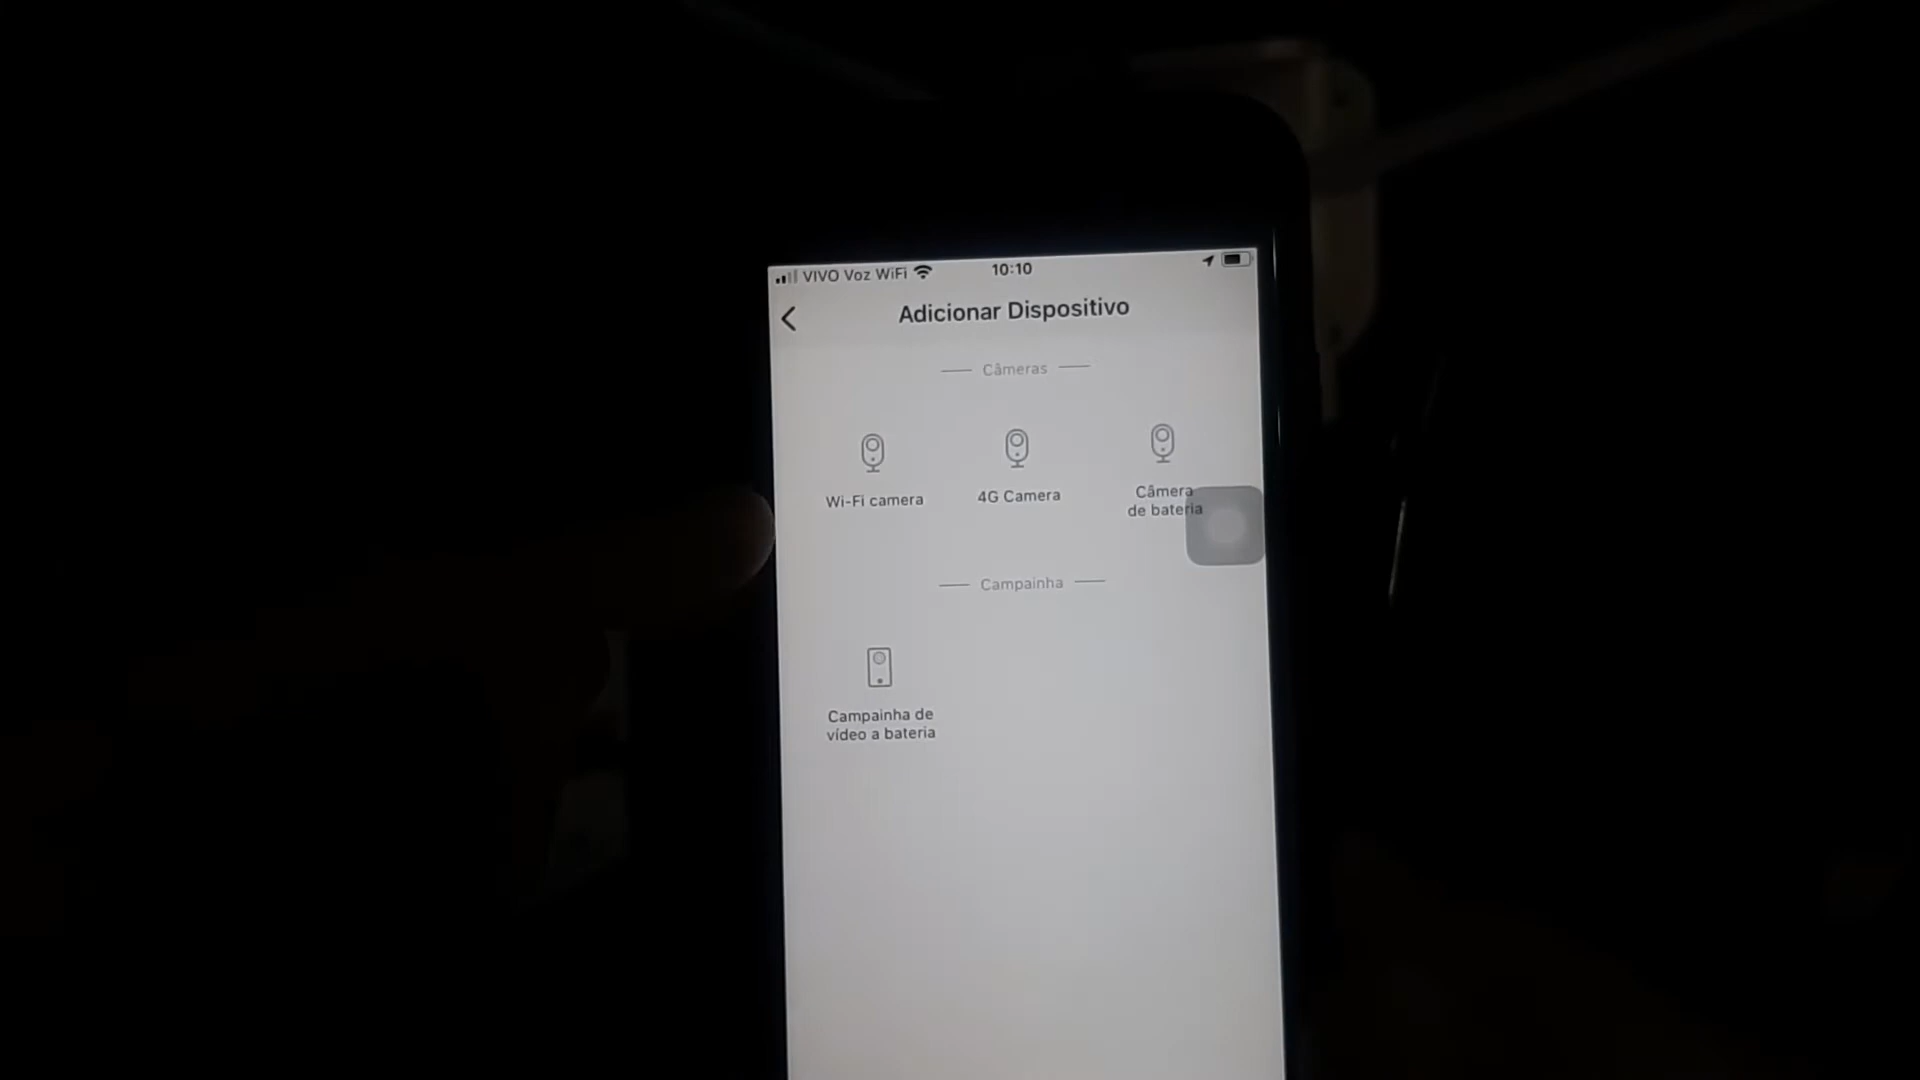 VIVO Voz WiFi 10:10
Adicionar Dispositivo
Câmeras
Wi-Fi camera
4G Camera
Câmera
de bateria
Campainha
Campainha de
vídeo a bateria